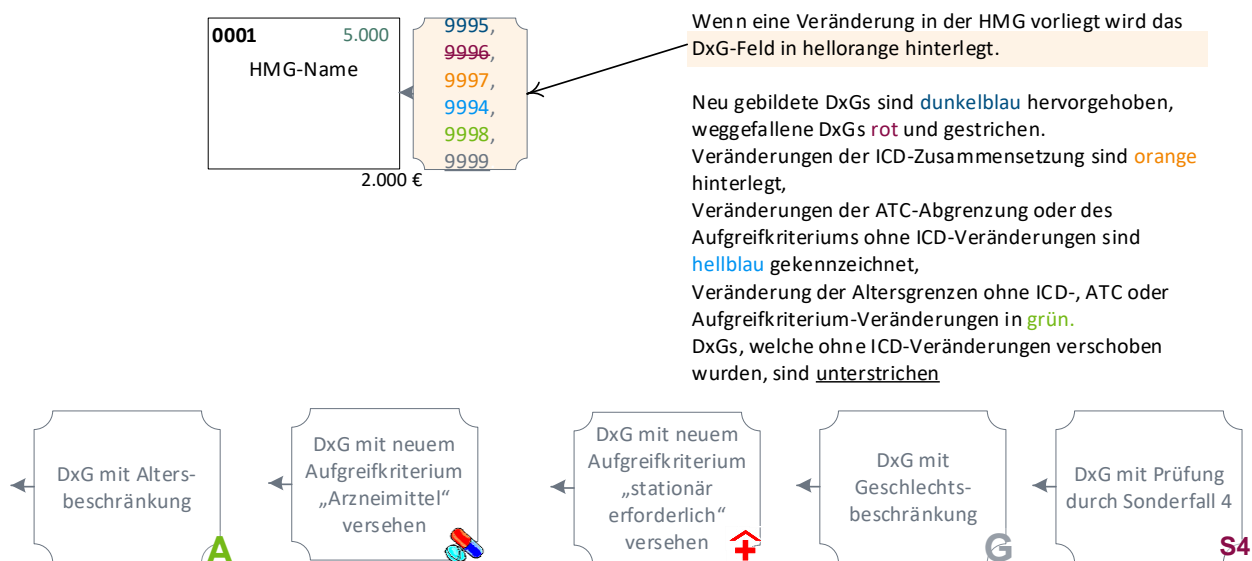 0001 5.000
HMG-Name
2.000 €
9995,
9996,
9997,
9994,
9998,
9999
Wenn eine Veränderung in der HMG vorliegt wird das
DxG-Feld in hellorange hinterlegt.
Neu gebildete DxGs sind dunkelblau hervorgehoben,
weggefallene DxGs rot und gestrichen.
Veränderungen der ICD-Zusammensetzung sind orange
hinterlegt,
Veränderungen der ATC-Abgrenzung oder des
Aufgreifkriteriums ohne ICD-Veränderungen sind
hellblau gekennzeichnet,
Veränderung der Altersgrenzen ohne ICD-, ATC oder
Aufgreifkriterium-Veränderungen in grün.
DxGs, welche ohne ICD-Veränderungen verschoben
wurden, sind unterstrichen
DxG mit Alters-
beschränkung
A
DxG mit neuem
Aufgreifkriterium
„Arzneimittel“
versehen
DxG mit neuem
Aufgreifkriterium
„stationär
erforderlich“
versehen
DxG mit
Geschlechts-
beschränkung
G
DxG mit Prüfung
durch Sonderfall 4
S4